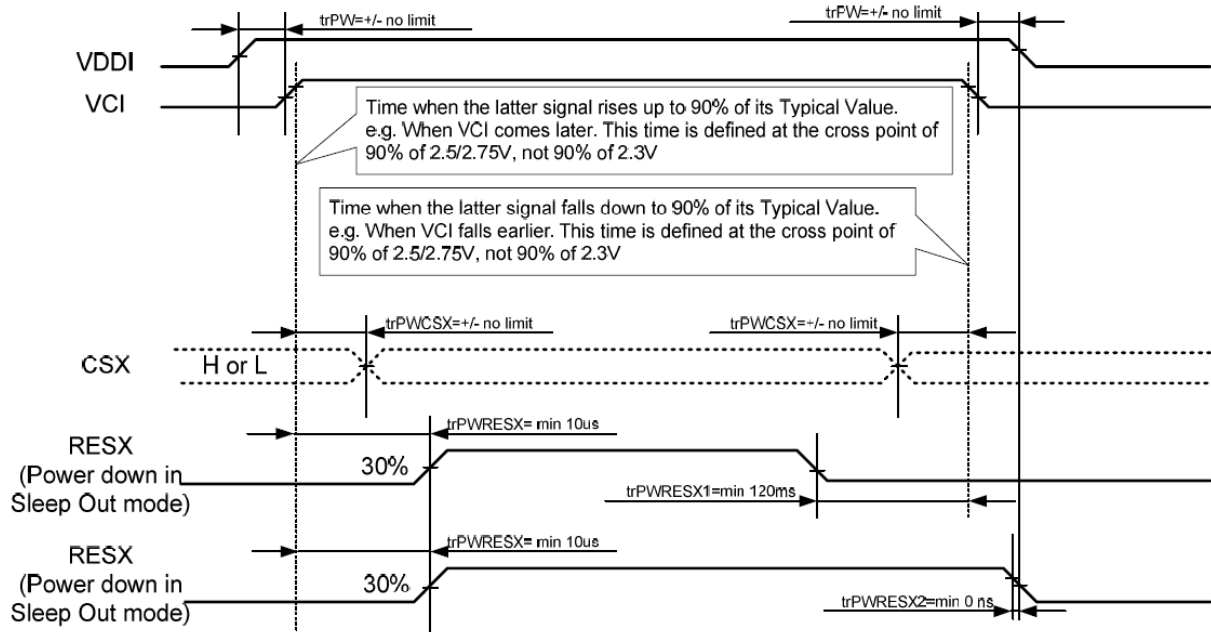 trPW=+/- no limit
trPW=+/- no limit
VDDI
VCI
Time when the latter signal rises up to 90% of its Typical Value.
e.g. When VCI comes later. This time is defined at the cross point of
90% of 2.5/2.75V, not 90% of 2.3V
Time when the latter signal falls down to 90% of its Typical Value.
e.g. When VCI falls earlier. This time is defined at the cross point of
90% of 2.5/2.75V, not 90% of 2.3V
trPWCSX=+/- no limit
trPWCSX=+/- no limit
CSX
H or L
trPWRESX= min 10us
RESX
(Power down in
Sleep Out mode)
30%
trPWRESX1=min 120ms
trPWRESX= min 10us
RESX
(Power down in
Sleep Out mode)
30%
trPWRESX2=min 0 ns